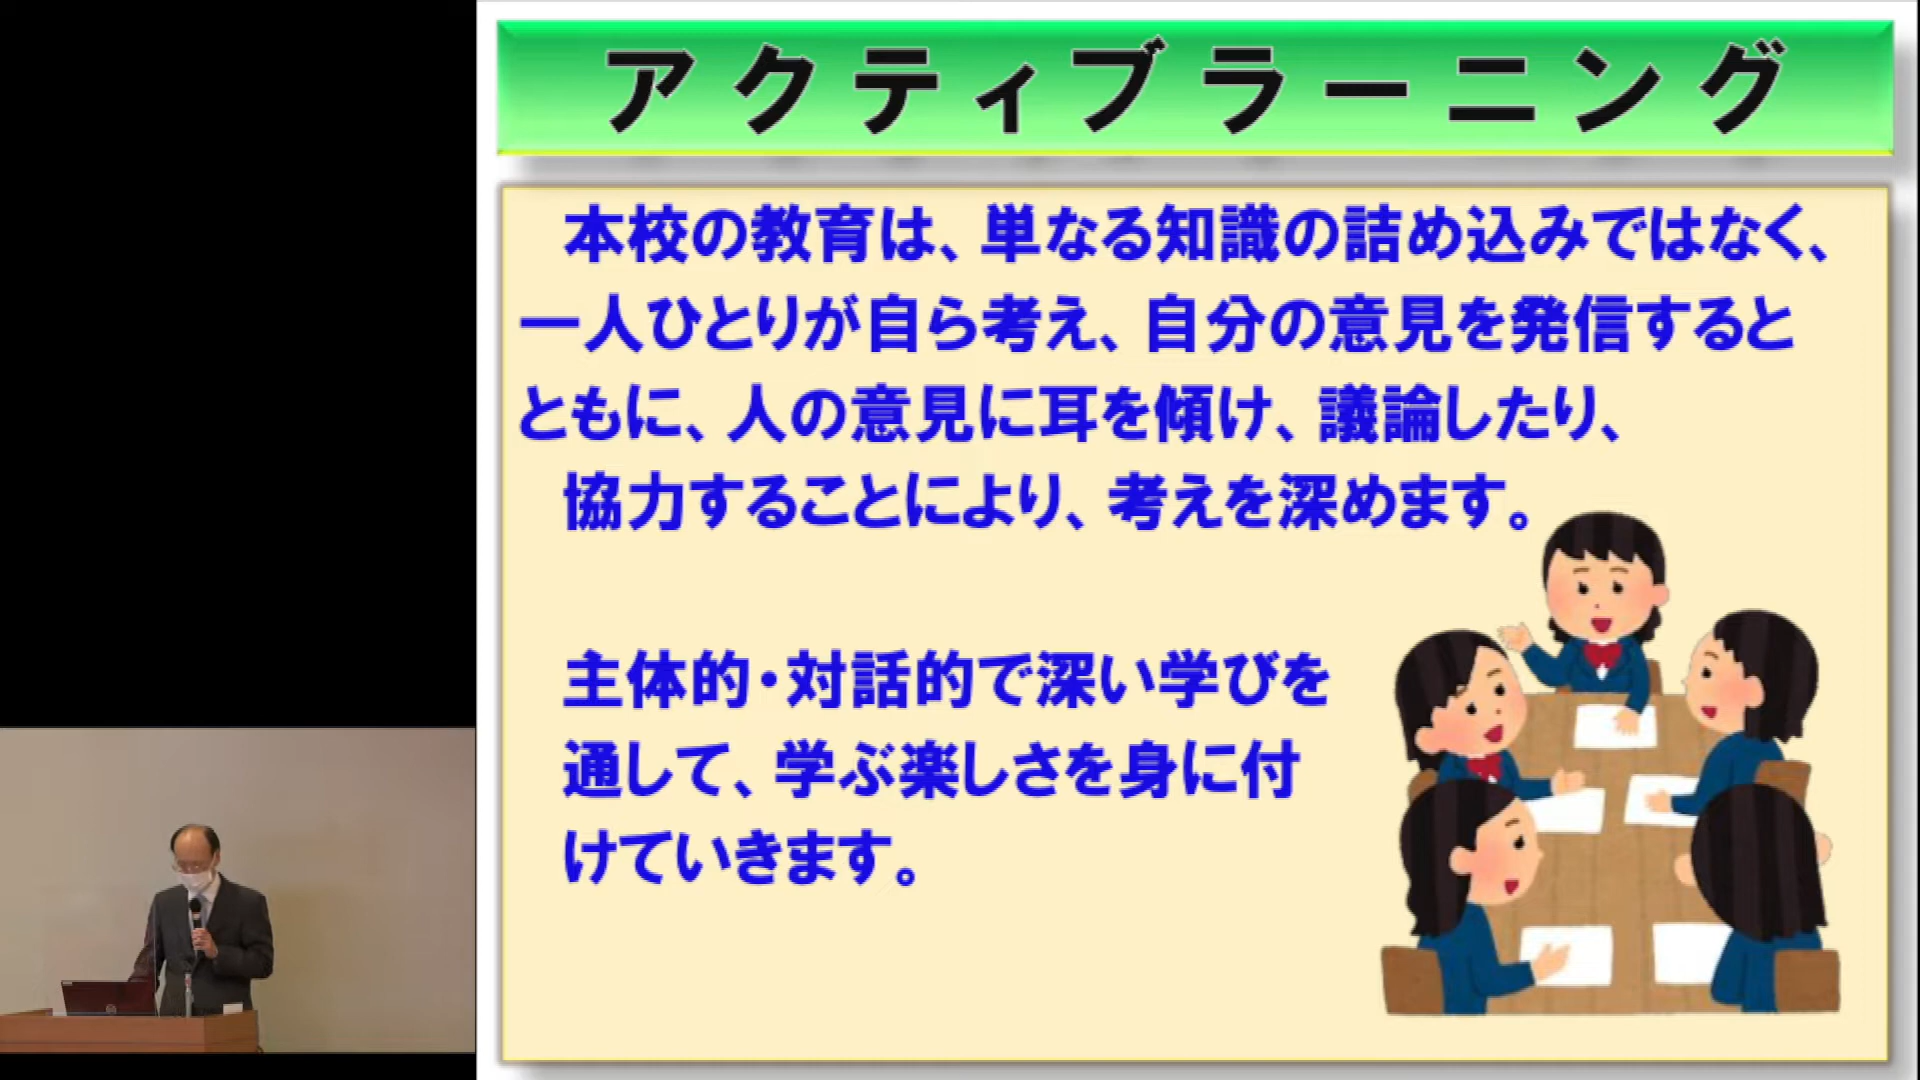 アクティブラーニング
本校の教育は、単なる知識の詰め込みではなく、
一人ひとりが自ら考え、自分の意見を発信すると
ともに、人の意見に耳を傾け、議論したり、
協力することにより、考えを深めます。
主体的・対話的で深い学びを
通して、学ぶ楽しさを身に付
けていきます。